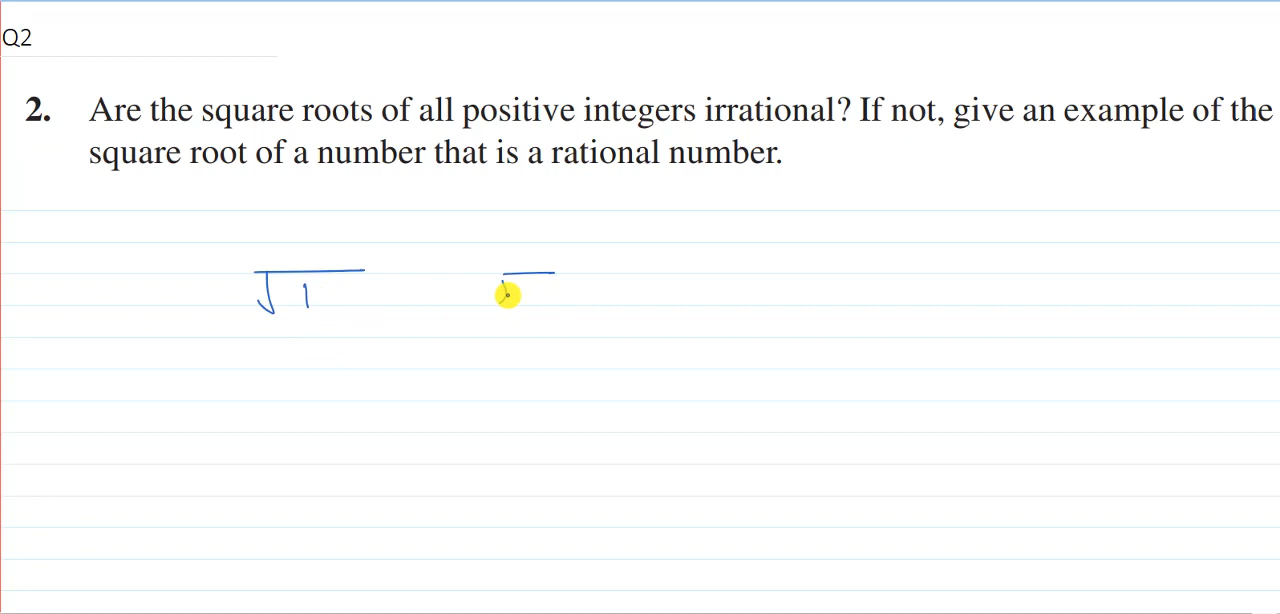 Q2
2. Are the square roots of all positive integers irrational? If not, give an example of the
square root of a number that is a rational number.
√1 √